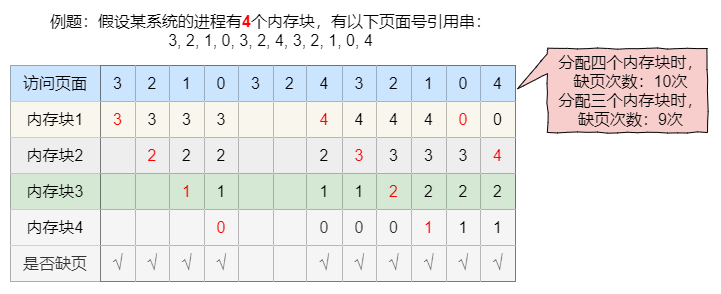 例题：假设某系统的进程有4个内存块，有以下页面号引用串：
3, 2, 1, 0, 3, 2, 4, 3, 2, 1, 0, 4
分配四个内存块时，
缺页次数：10次
分配三个内存块时，
缺页次数：9次
访问页面 3 2 1 0 3 2 4 3 2 1 0 4
内存块1 3 3 3 3 4 4 4 4 0 0
内存块2 2 2 2 2 3 3 3 3 4
内存块3 1 1 1 1 2 2 2 2
内存块4 0 0 0 0 1 1 1
是否缺页 √ √ √ √ √ √ √ √ √ √